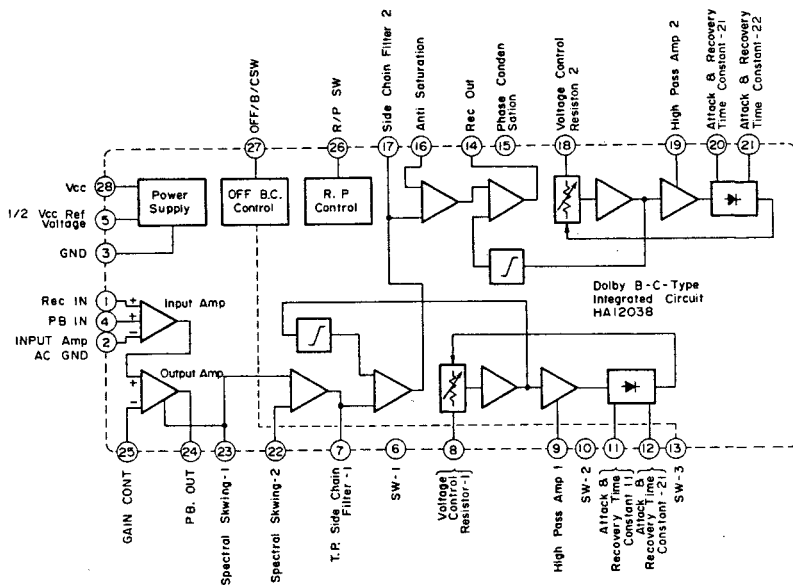 OFF/B/CSW
R/P SW
Side Chain Filter 2
Anti Saturation
Rec Out
Phase Conden
Sation
Voltage Control
Resiston 2
High Pass Amp 2
Attack & Recovery
Time Constant-21
Attack & Recovery
Time Constant-22
27
26
17
16
14
15
18
19
20
21
Vcc
28
Power
Supply
OFF B.C.
Control
R. P
Control
1/2 Vcc Ref
Voltage
5
GND
3
Rec IN
1
+
Input Amp
PB IN
4
+
INPUT Amp
AC GND
2
−
Dolby B-C-Type
Integrated Circuit
HA12038
+
Output Amp
−
25
24
23
22
7
6
8
9
10
11
12
13
GAIN CONT
PB. OUT
Spectral Skwing-1
Spectral Skwing-2
T.P. Side Chain
Filter-1
SW-1
Voltage
Control
Resistor-1
High Pass Amp 1
SW-2
Attack &
Recovery Time
Constant 11
Attack &
Recovery Time
Constant-21
SW-3